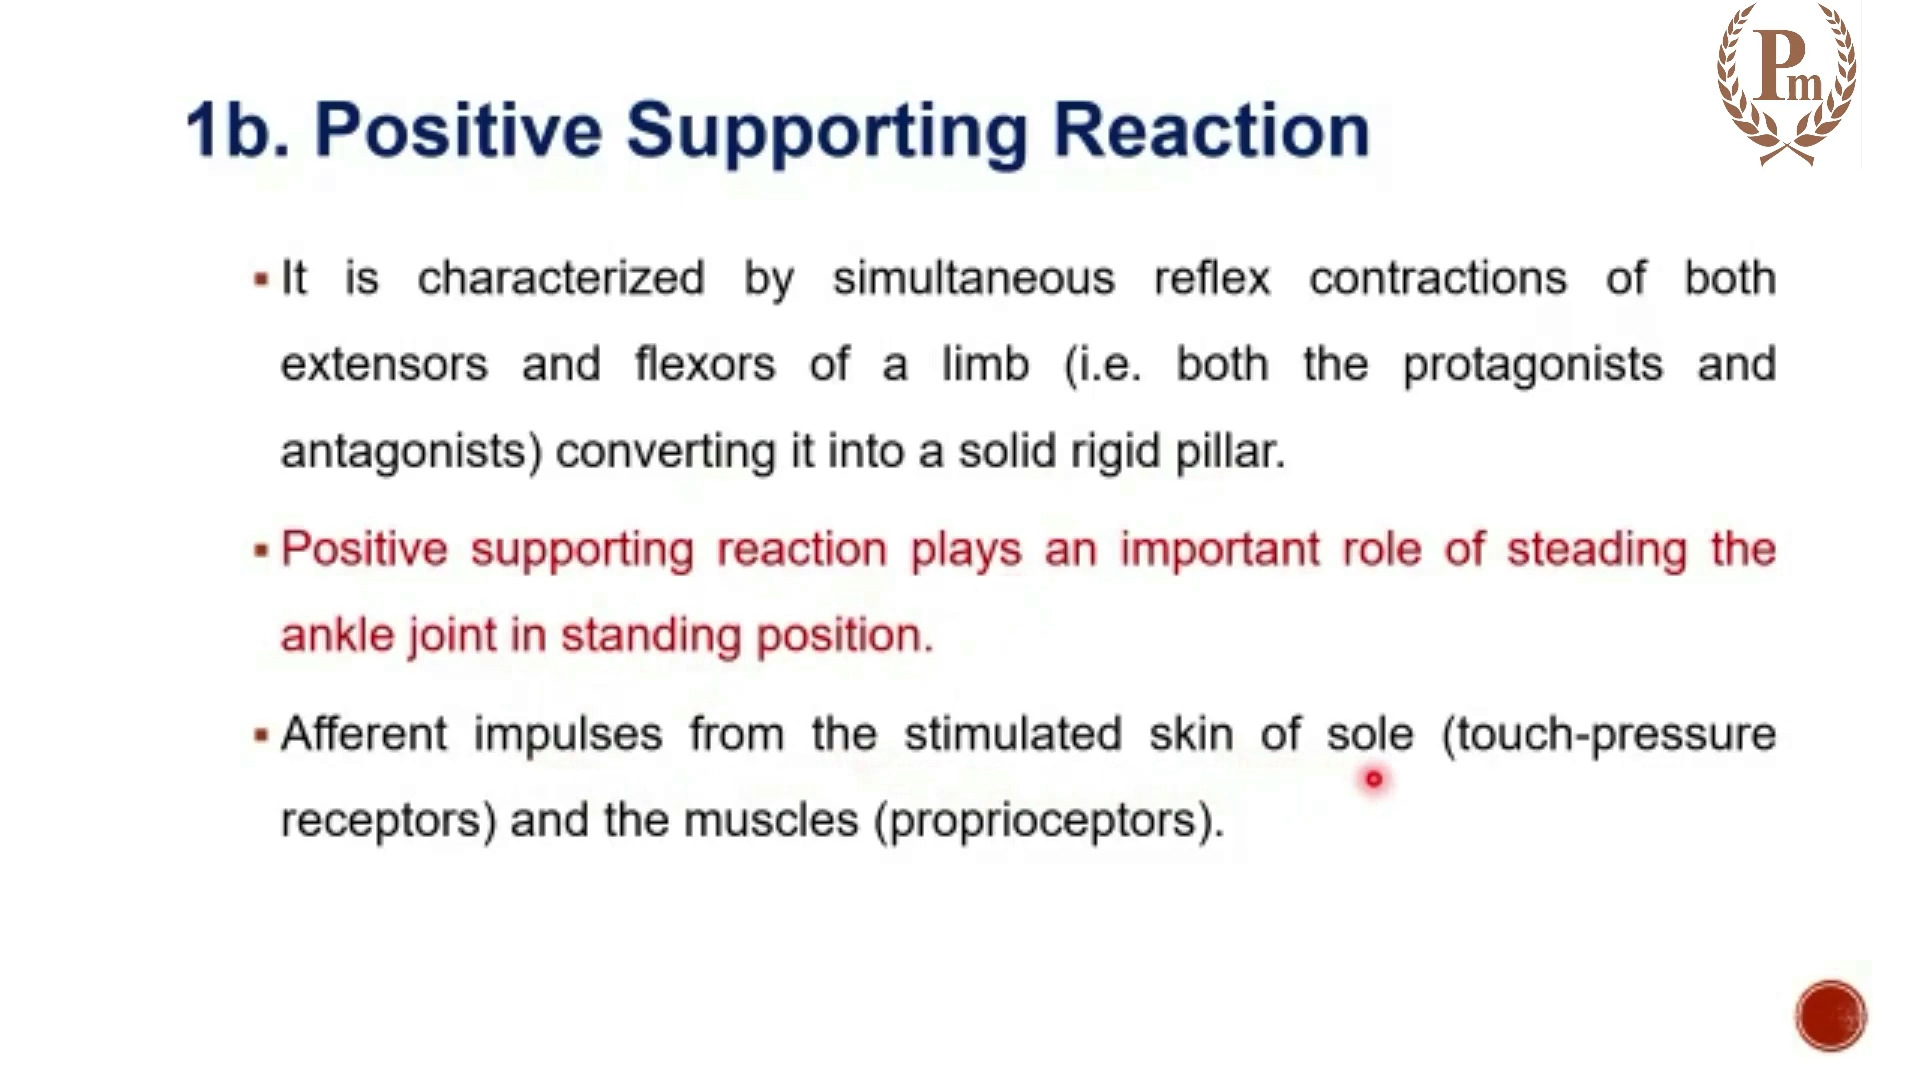 Pm
1b. Positive Supporting Reaction
▪It is characterized by simultaneous reflex contractions of both
extensors and flexors of a limb (i.e. both the protagonists and
antagonists) converting it into a solid rigid pillar.
▪Positive supporting reaction plays an important role of steading the
ankle joint in standing position.
▪Afferent impulses from the stimulated skin of sole (touch-pressure
receptors) and the muscles (proprioceptors).